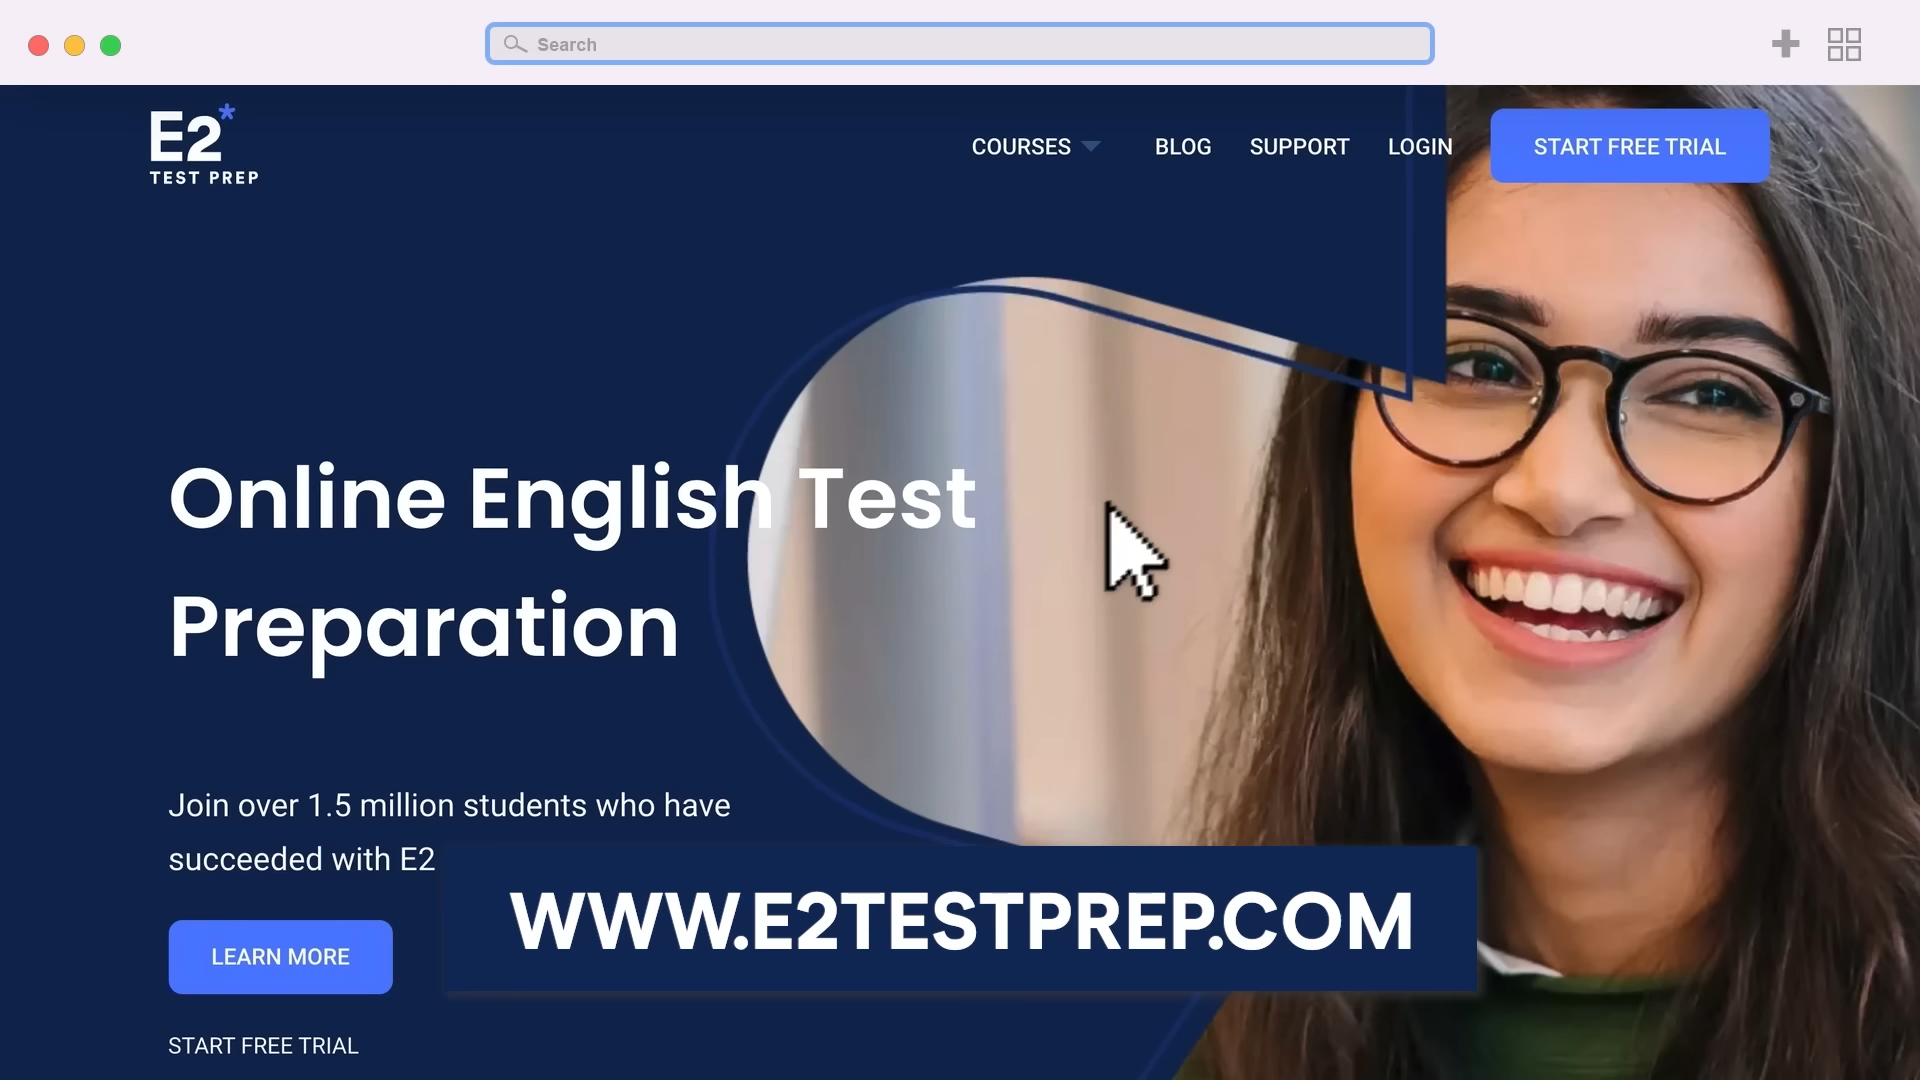 Search
E2*
TEST PREP
COURSES
BLOG
SUPPORT
LOGIN
START FREE TRIAL
Online English Test
Preparation
Join over 1.5 million students who have
succeeded with E2
WWW.E2TESTPREP.COM
LEARN MORE
START FREE TRIAL